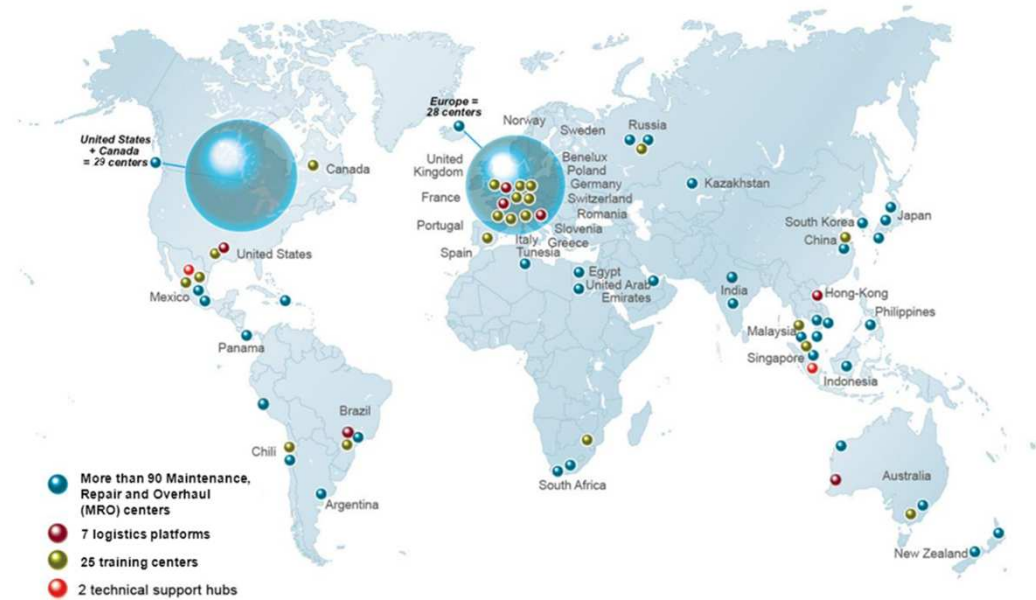 Europe =
28 centers
United States
+ Canada
= 29 centers
Norway
Sweden
Russia
Canada
United
Kingdom
Benelux
Poland
Germany
Kazakhstan
France
Switzerland
Romania
Japan
South Korea
Portugal
Slovenia
China
Italy
Greece
Spain
Tunesia
United States
Egypt
United Arab
Emirates
India
Mexico
Hong-Kong
Philippines
Malaysia
Panama
Singapore
Indonesia
Brazil
Chili
More than 90 Maintenance,
Repair and Overhaul
(MRO) centers
Australia
South Africa
Argentina
7 logistics platforms
New Zealand
25 training centers
2 technical support hubs